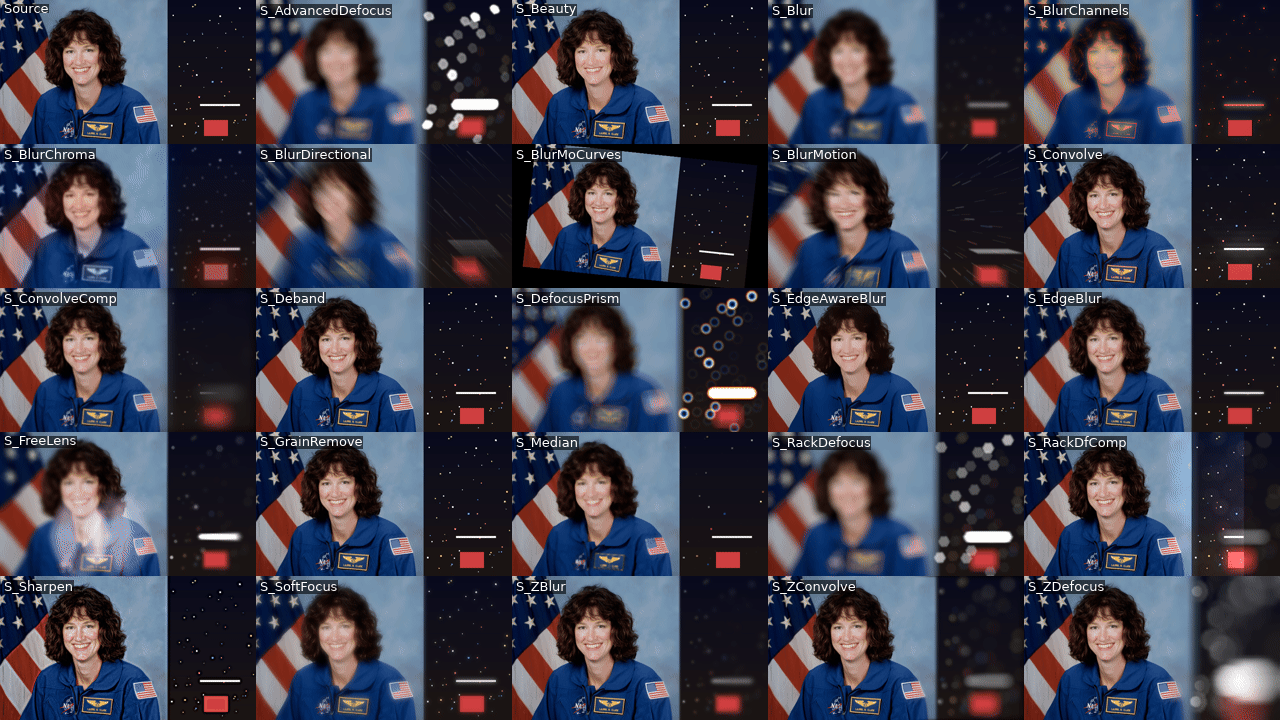 Source
S_AdvancedDefocus
S_Beauty
S_Blur
S_BlurChannels
S_BlurChroma
S_BlurDirectional
S_BlurMoCurves
S_BlurMotion
S_Convolve
S_ConvolveComp
S_Deband
S_DefocusPrism
S_EdgeAwareBlur
S_EdgeBlur
S_FreeLens
S_GrainRemove
S_Median
S_RackDefocus
S_RackDfComp
S_Sharpen
S_SoftFocus
S_ZBlur
S_ZConvolve
S_ZDefocus